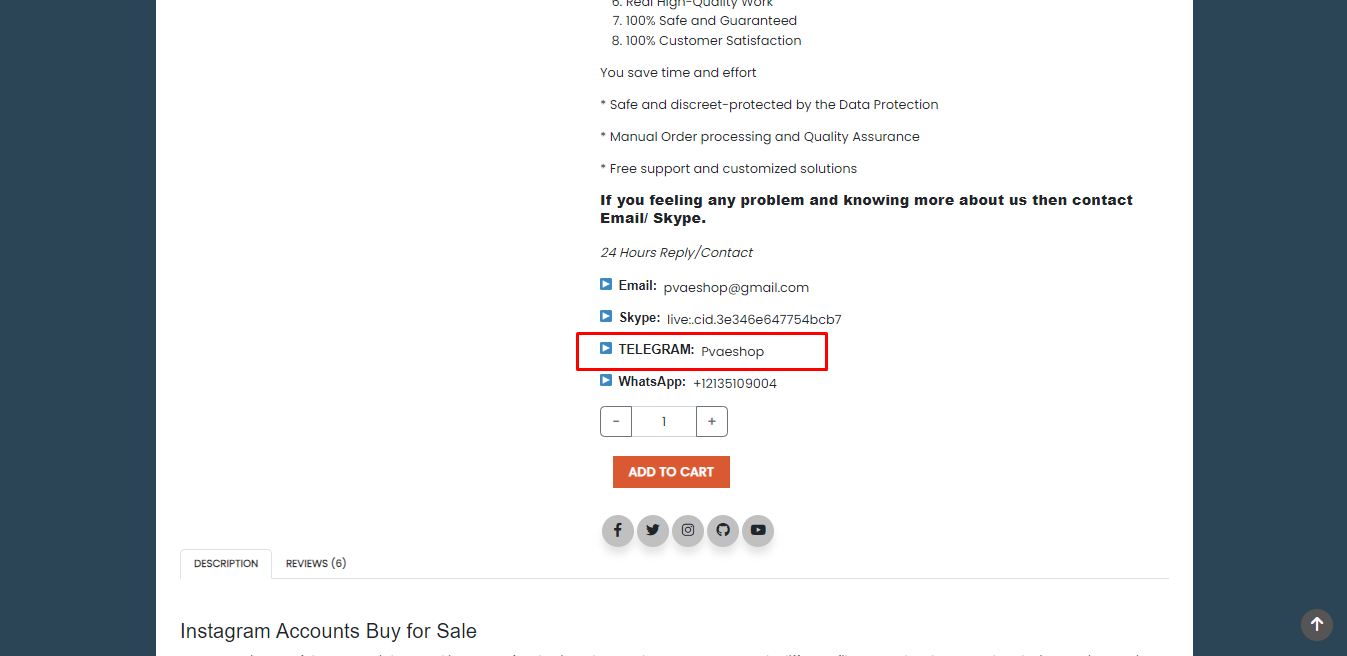 6. Real High-Quality Work
7. 100% Safe and Guaranteed
8. 100% Customer Satisfaction
You save time and effort
* Safe and discreet-protected by the Data Protection
* Manual Order processing and Quality Assurance
* Free support and customized solutions
If you feeling any problem and knowing more about us then contact
Email/ Skype.
24 Hours Reply/Contact
Email: pvaeshop@gmail.com
Skype: live:.cid.3e346e647754bcb7
TELEGRAM: Pvaeshop
WhatsApp: +12135109004
- 1 +
ADD TO CART
DESCRIPTION REVIEWS (6)
Instagram Accounts Buy for Sale